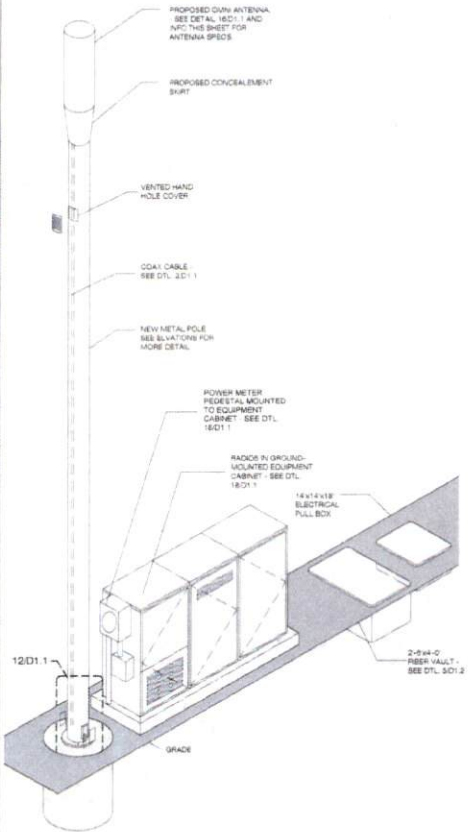 PROPOSED OMNI ANTENNA
- SEE DETAIL 16/D1.1 AND
INFO THIS SHEET FOR
ANTENNA SPECS
PROPOSED CONCEALEMENT
SKIRT
VENTED HAND
HOLE COVER
COAX CABLE -
SEE DTL. 2/D1.1
NEW METAL POLE
SEE ELVATIONS FOR
MORE DETAIL
POWER METER
PEDESTAL MOUNTED
TO EQUIPMENT
CABINET - SEE DTL.
18/D1.1
RADIOS IN GROUND-
MOUNTED EQUIPMENT
CABINET - SEE DTL.
18/D1.1
ELECTRICAL
PULL BOX
FIBER VAULT -
SEE DTL. 5/D1.2
12/D1.1
GRADE